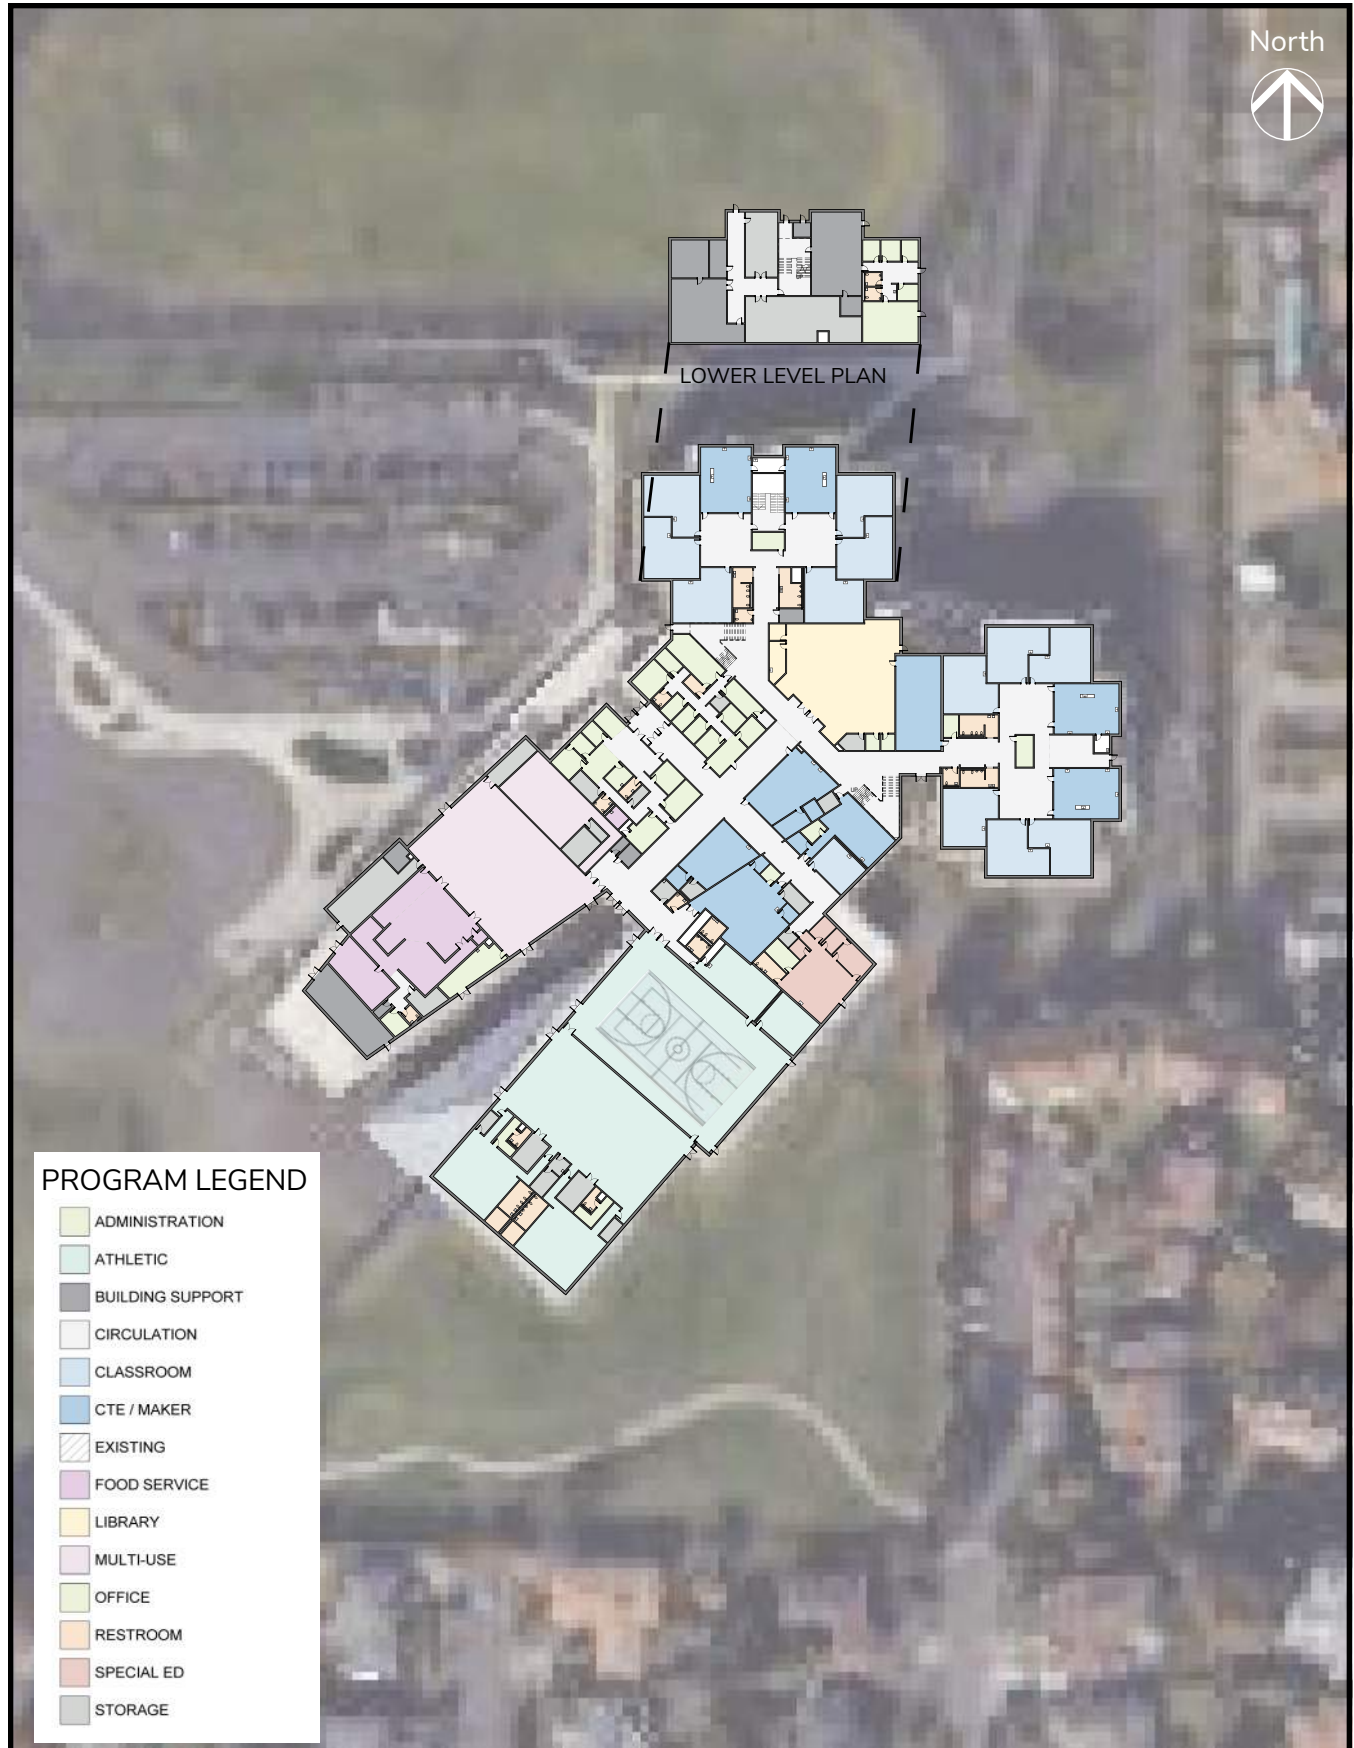 North
LOWER LEVEL PLAN
PROGRAM LEGEND
ADMINISTRATION
ATHLETIC
BUILDING SUPPORT
CIRCULATION
CLASSROOM
CTE / MAKER
EXISTING
FOOD SERVICE
LIBRARY
MULTI-USE
OFFICE
RESTROOM
SPECIAL ED
STORAGE